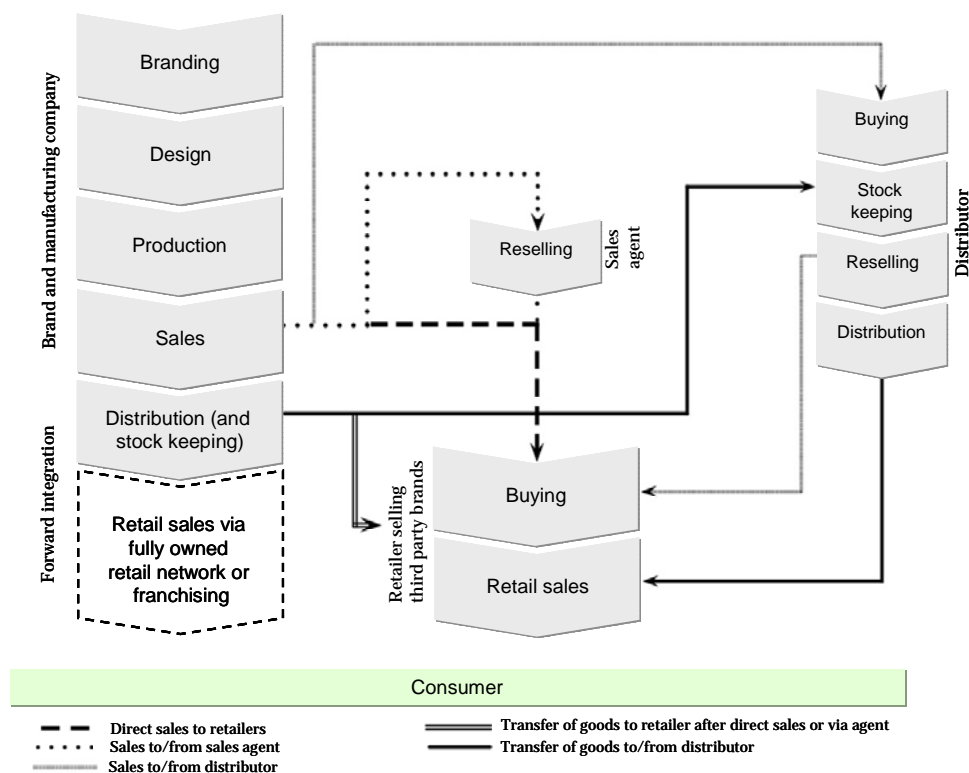 Brand and manufacturing company
Branding
Design
Production
Sales
Forward integration
Distribution (and
stock keeping)
Retail sales via
fully owned
retail network or
franchising
Reselling
Sales
agent
Retailer selling
third party brands
Buying
Retail sales
Buying
Stock
keeping
Reselling
Distribution
Distributor
Consumer
Direct sales to retailers
Sales to/from sales agent
Sales to/from distributor
Transfer of goods to retailer after direct sales or via agent
Transfer of goods to/from distributor